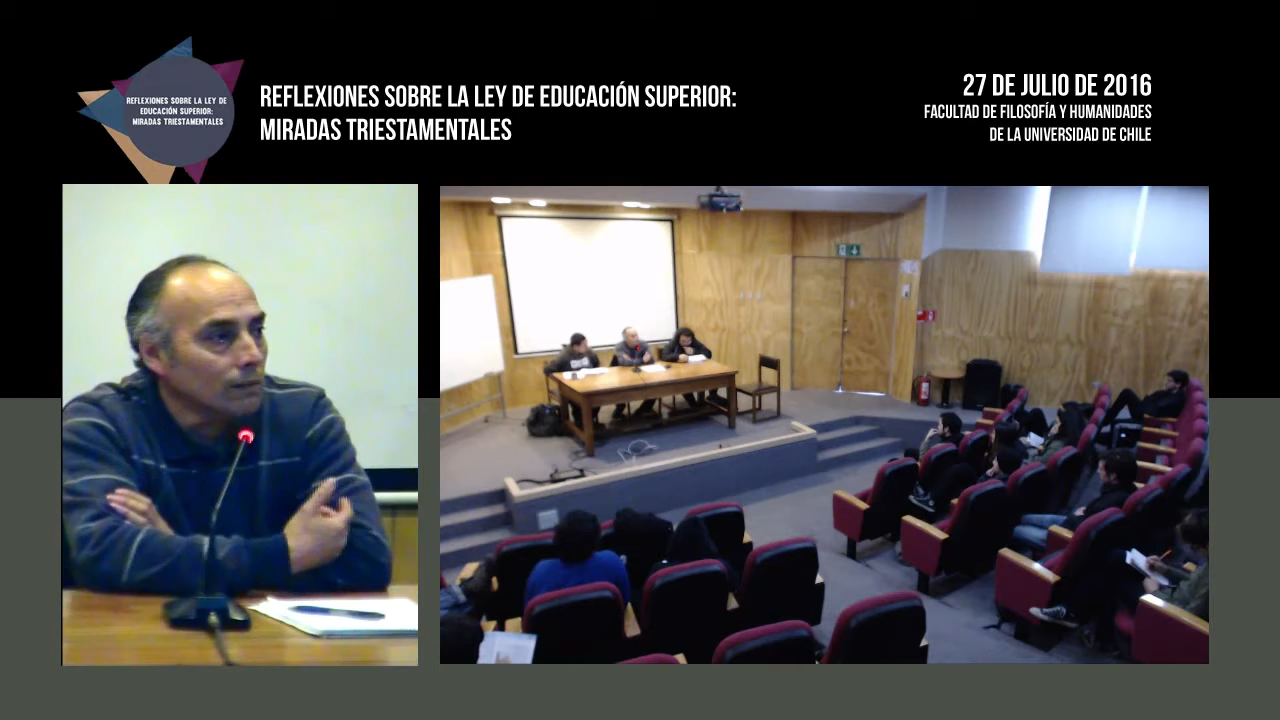 REFLEXIONES SOBRE LA LEY DE
EDUCACIÓN SUPERIOR:
MIRADAS TRIESTAMENTALES
REFLEXIONES SOBRE LA LEY DE EDUCACIÓN SUPERIOR:
MIRADAS TRIESTAMENTALES
27 DE JULIO DE 2016
FACULTAD DE FILOSOFÍA Y HUMANIDADES
DE LA UNIVERSIDAD DE CHILE